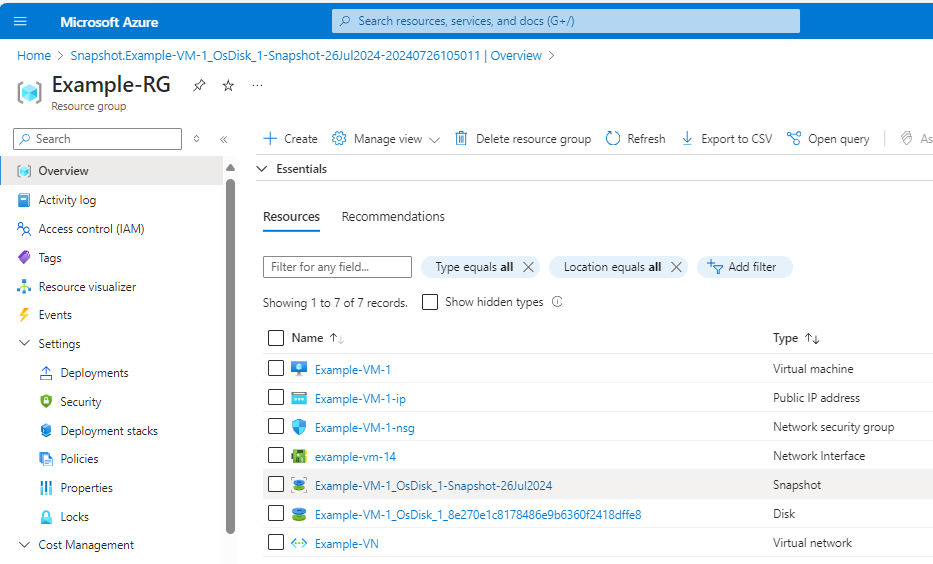 Microsoft Azure
Search resources, services, and docs (G+/)
Home > Snapshot.Example-VM-1_OsDisk_1-Snapshot-26Jul2024-20240726105011 | Overview >
Example-RG
Resource group
Search
Overview
Activity log
Access control (IAM)
Tags
Resource visualizer
Events
Settings
Deployments
Security
Deployment stacks
Policies
Properties
Locks
Cost Management
Create Manage view Delete resource group Refresh Export to CSV Open query As
Essentials
Resources Recommendations
Filter for any field... Type equals all Location equals all Add filter
Showing 1 to 7 of 7 records. Show hidden types
Name Type
Example-VM-1 Virtual machine
Example-VM-1-ip Public IP address
Example-VM-1-nsg Network security group
example-vm-14 Network Interface
Example-VM-1_OsDisk_1-Snapshot-26Jul2024 Snapshot
Example-VM-1_OsDisk_1_8e270e1c8178486e9b6360f2418dffe8 Disk
Example-VN Virtual network